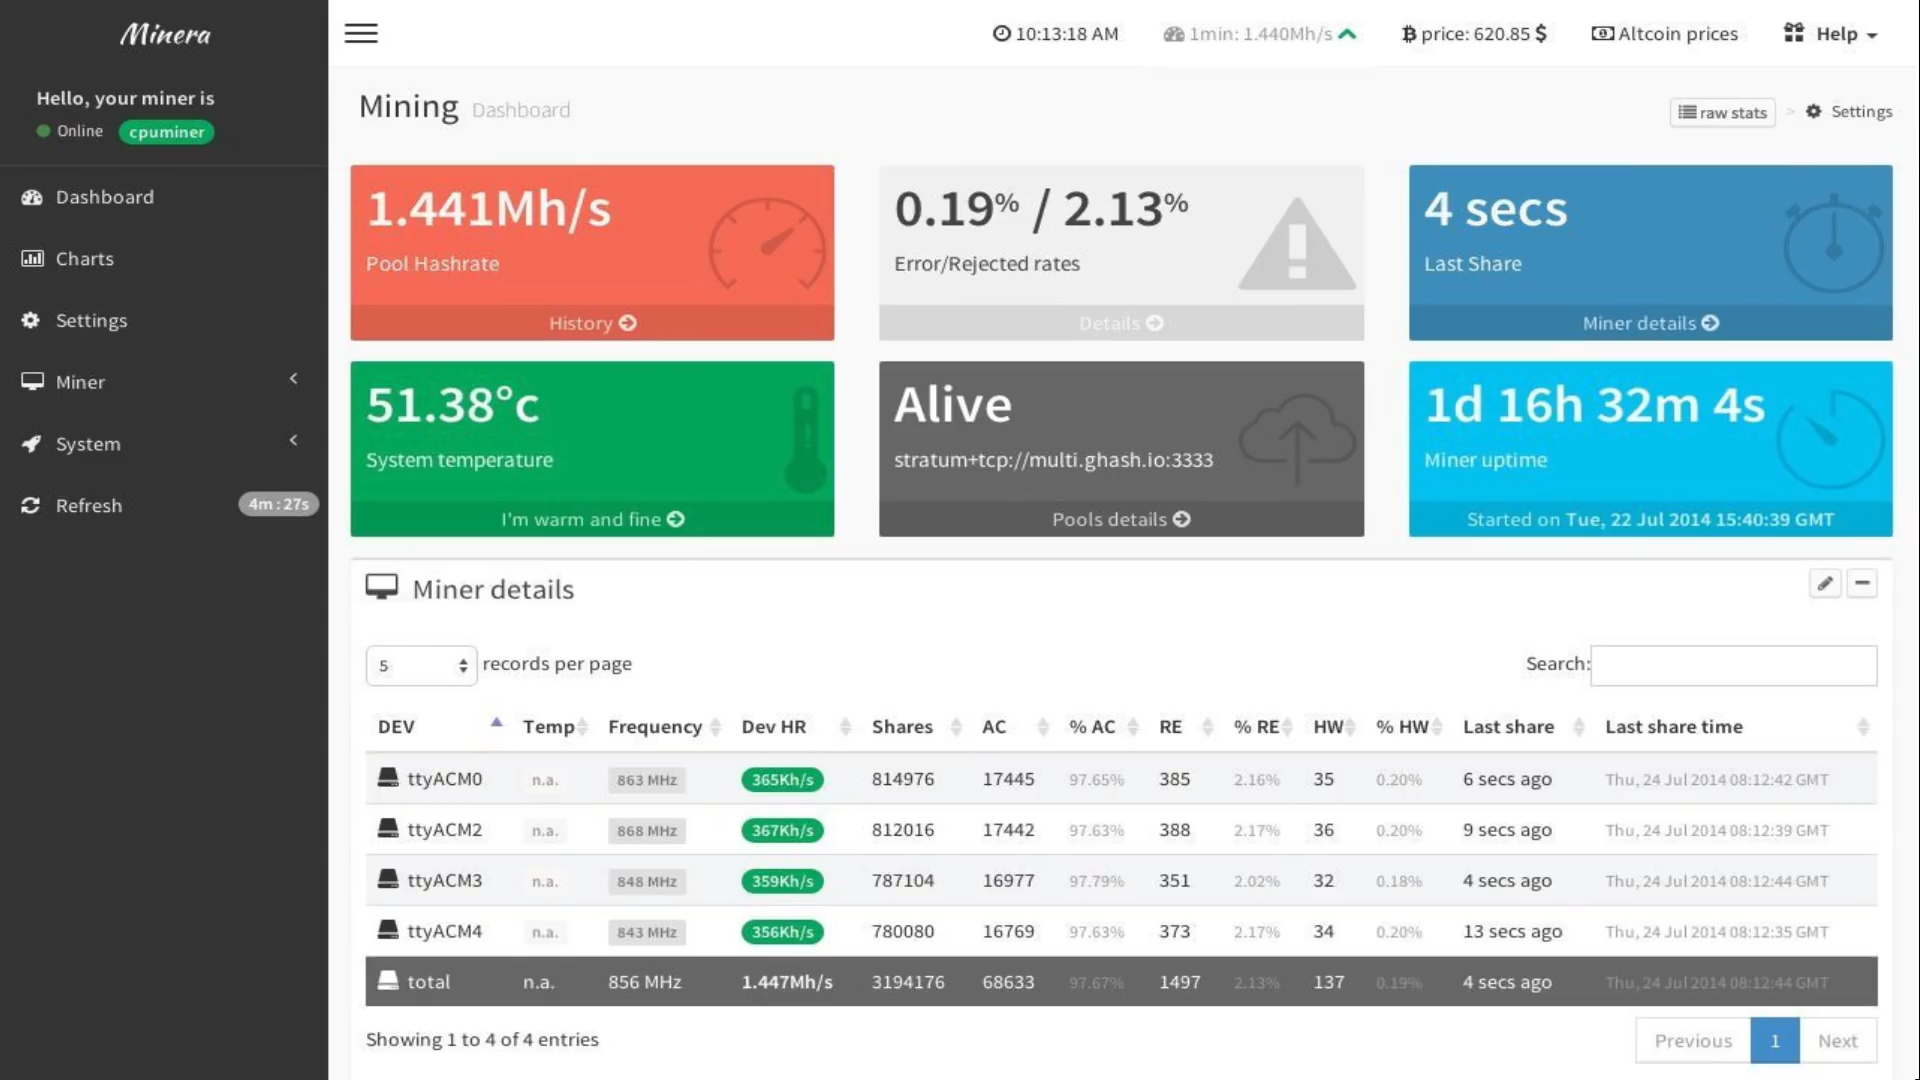 Minera
Hello, your miner is
Online cpuminer
Dashboard
Charts
Settings
Miner
System
Refresh 4m : 27s
10:13:18 AM 1min: 1.440Mh/s price: 620.85 $ Altcoin prices Help
Mining Dashboard
raw stats > Settings
1.441Mh/s
Pool Hashrate
History
0.19% / 2.13%
Error/Rejected rates
Details
4 secs
Last Share
Miner details
51.38°c
System temperature
I'm warm and fine
Alive
stratum+tcp://multi.ghash.io:3333
Pools details
1d 16h 32m 4s
Miner uptime
Started on Tue, 22 Jul 2014 15:40:39 GMT
Miner details
5 records per page Search:
DEV Temp Frequency Dev HR Shares AC % AC RE % RE HW % HW Last share Last share time
ttyACM0 n.a. 863 MHz 365Kh/s 814976 17445 97.65% 385 2.16% 35 0.20% 6 secs ago Thu, 24 Jul 2014 08:12:42 GMT
ttyACM2 n.a. 868 MHz 367Kh/s 812016 17442 97.63% 388 2.17% 36 0.20% 9 secs ago Thu, 24 Jul 2014 08:12:39 GMT
ttyACM3 n.a. 848 MHz 359Kh/s 787104 16977 97.79% 351 2.02% 32 0.18% 4 secs ago Thu, 24 Jul 2014 08:12:44 GMT
ttyACM4 n.a. 843 MHz 356Kh/s 780080 16769 97.63% 373 2.17% 34 0.20% 13 secs ago Thu, 24 Jul 2014 08:12:35 GMT
total n.a. 856 MHz 1.447Mh/s 3194176 68633 97.67% 1497 2.13% 137 0.19% 4 secs ago Thu, 24 Jul 2014 08:12:44 GMT
Showing 1 to 4 of 4 entries
Previous 1 Next